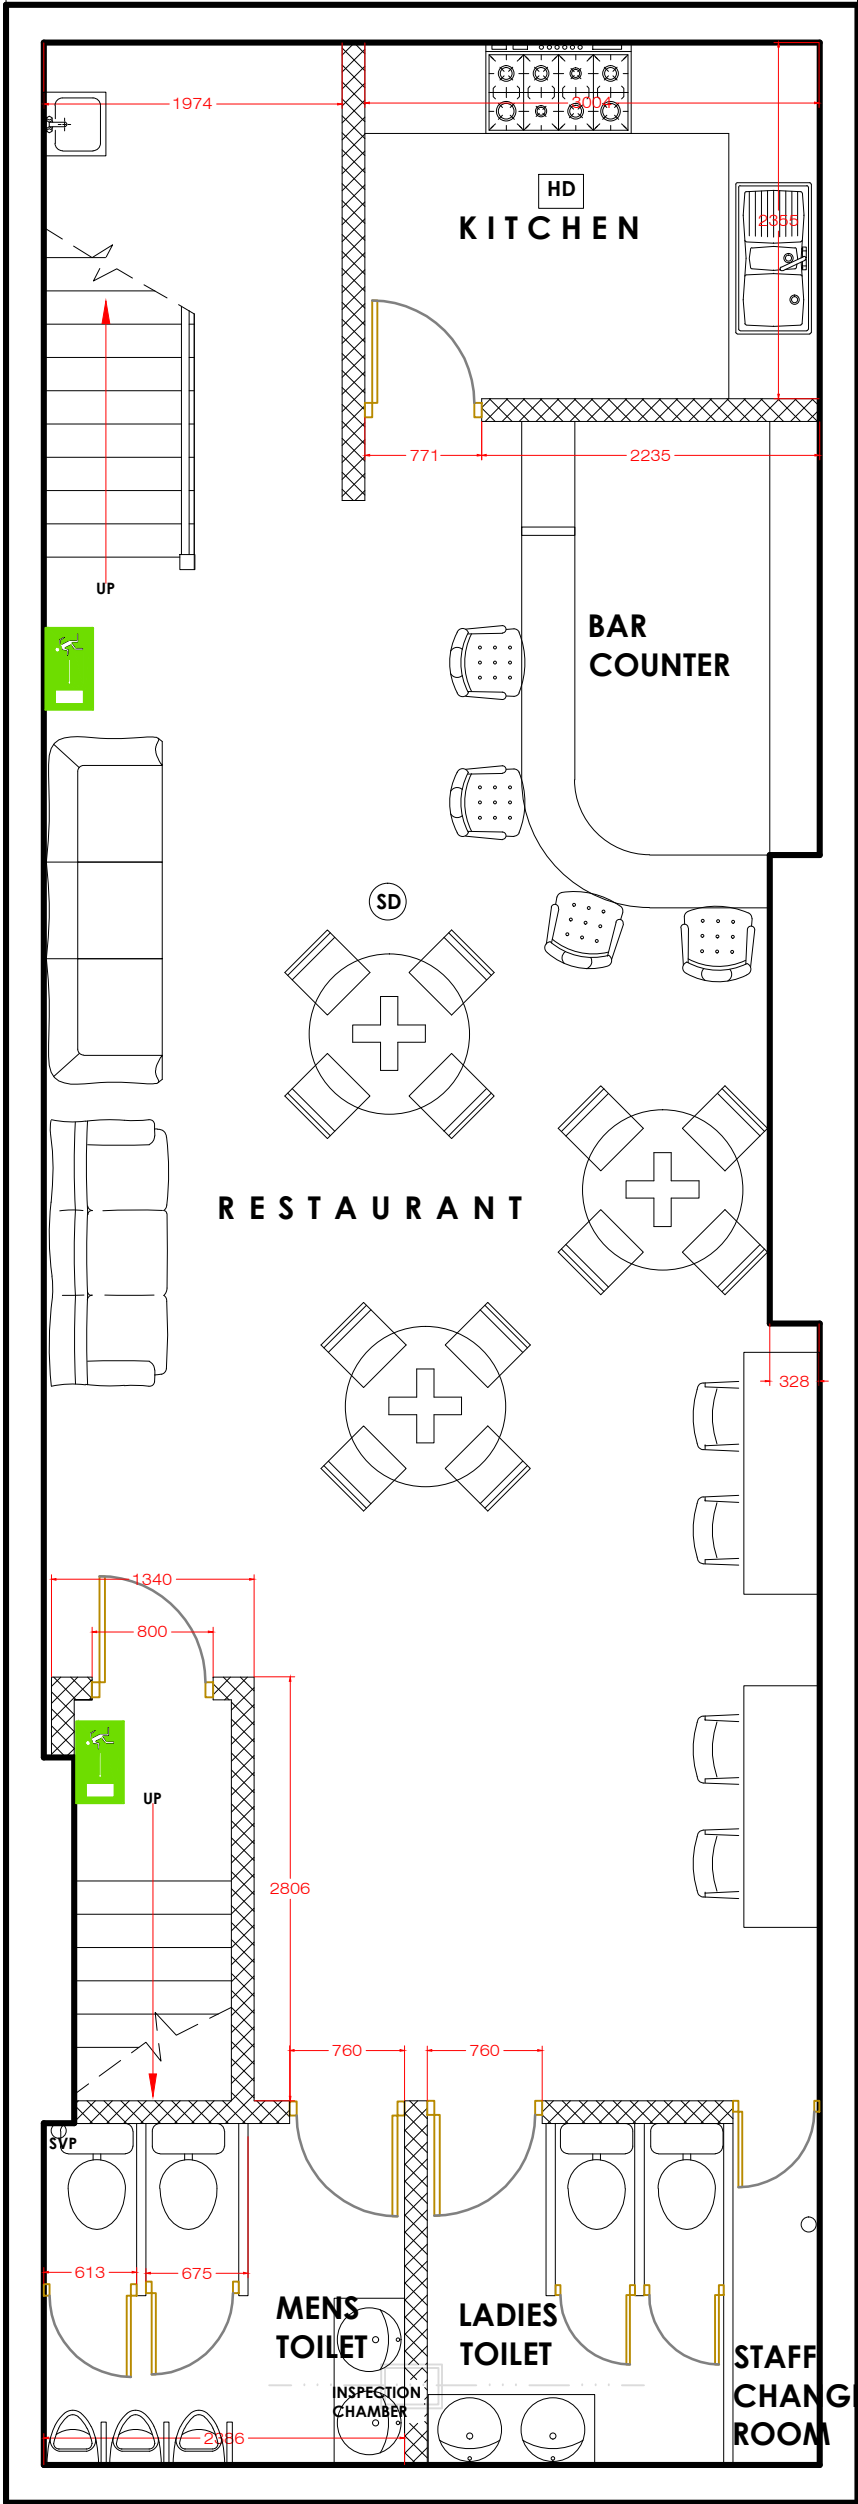 1974
3004
HD
KITCHEN
2355
771
2235
UP
BAR
COUNTER
SD
RESTAURANT
328
1340
800
UP
2806
760
760
SVP
613
675
MENS
TOILET
LADIES
TOILET
STAFF
CHANG
ROOM
INSPECTION
CHAMBER
2386